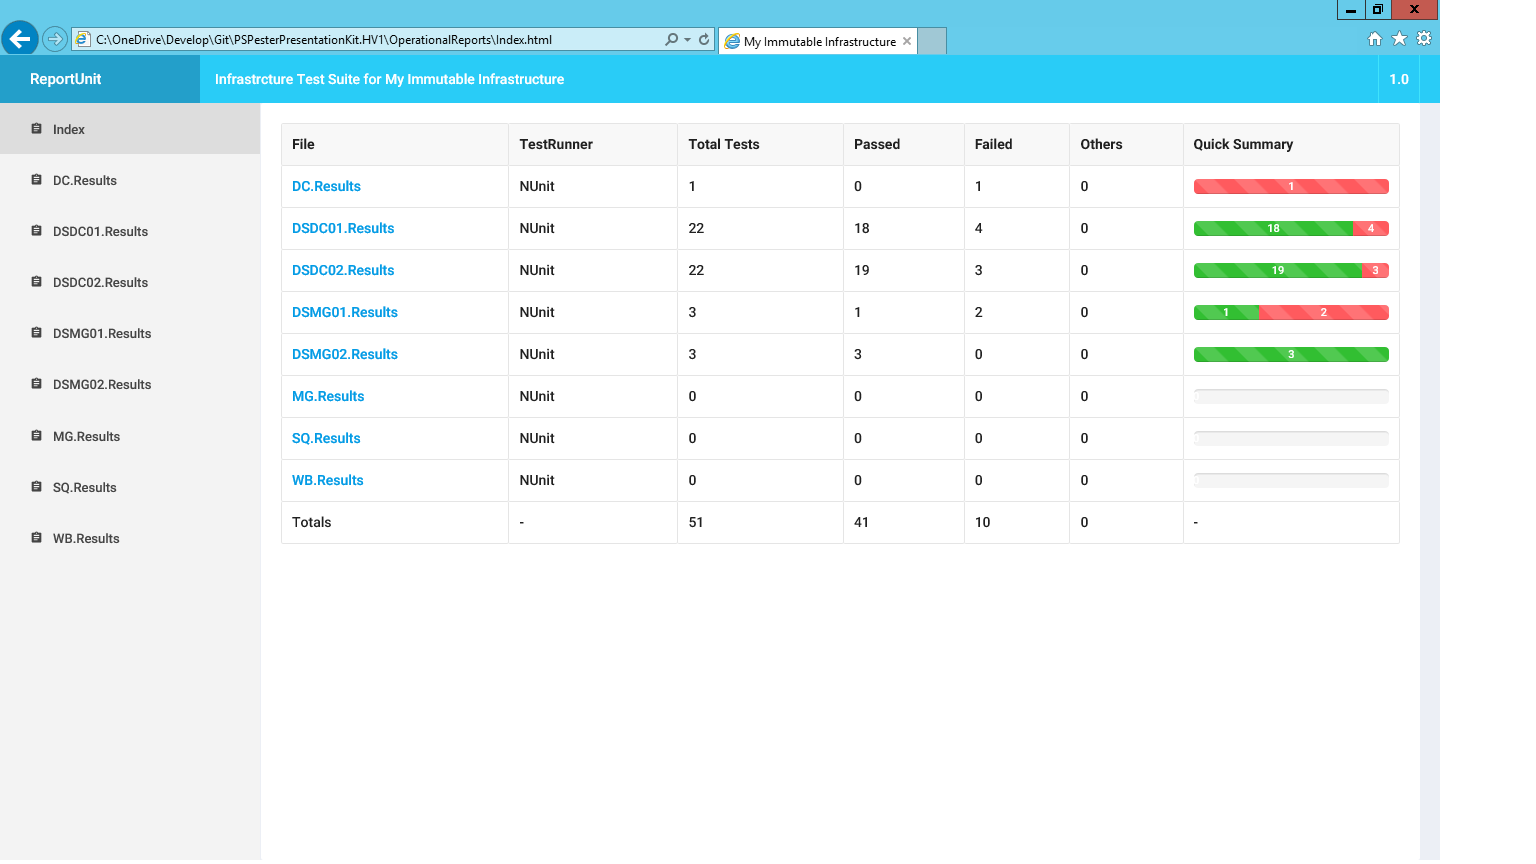 C:\OneDrive\Develop\Git\PSPesterPresentationKit.HV1\OperationalReports\Index.html
My Immutable Infrastructure
ReportUnit
Infrastrcture Test Suite for My Immutable Infrastructure
1.0
Index
DC.Results
DSDC01.Results
DSDC02.Results
DSMG01.Results
DSMG02.Results
MG.Results
SQ.Results
WB.Results
File TestRunner Total Tests Passed Failed Others Quick Summary
DC.Results NUnit 1 0 1 0 1
DSDC01.Results NUnit 22 18 4 0 18 4
DSDC02.Results NUnit 22 19 3 0 19 3
DSMG01.Results NUnit 3 1 2 0 1 2
DSMG02.Results NUnit 3 3 0 0 3
MG.Results NUnit 0 0 0 0
SQ.Results NUnit 0 0 0 0
WB.Results NUnit 0 0 0 0
Totals - 51 41 10 0 -